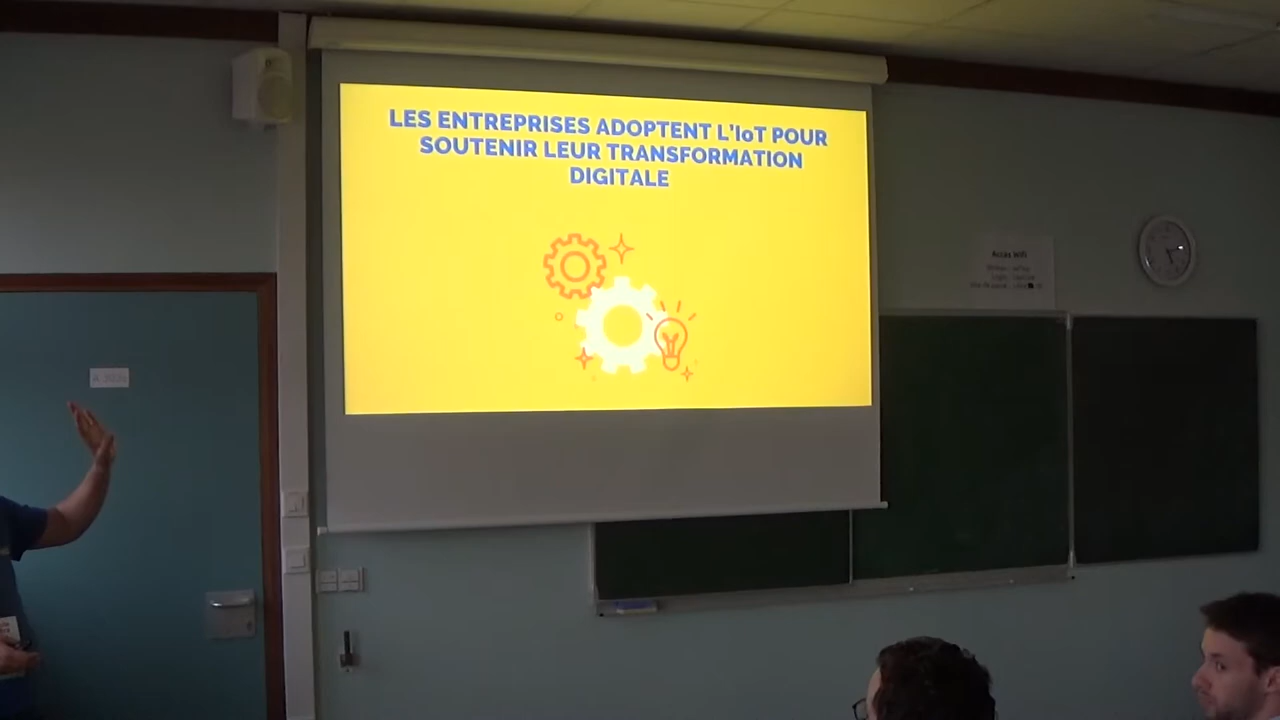 LES ENTREPRISES ADOPTENT L'IoT POUR
SOUTENIR LEUR TRANSFORMATION
DIGITALE
Accès Wifi